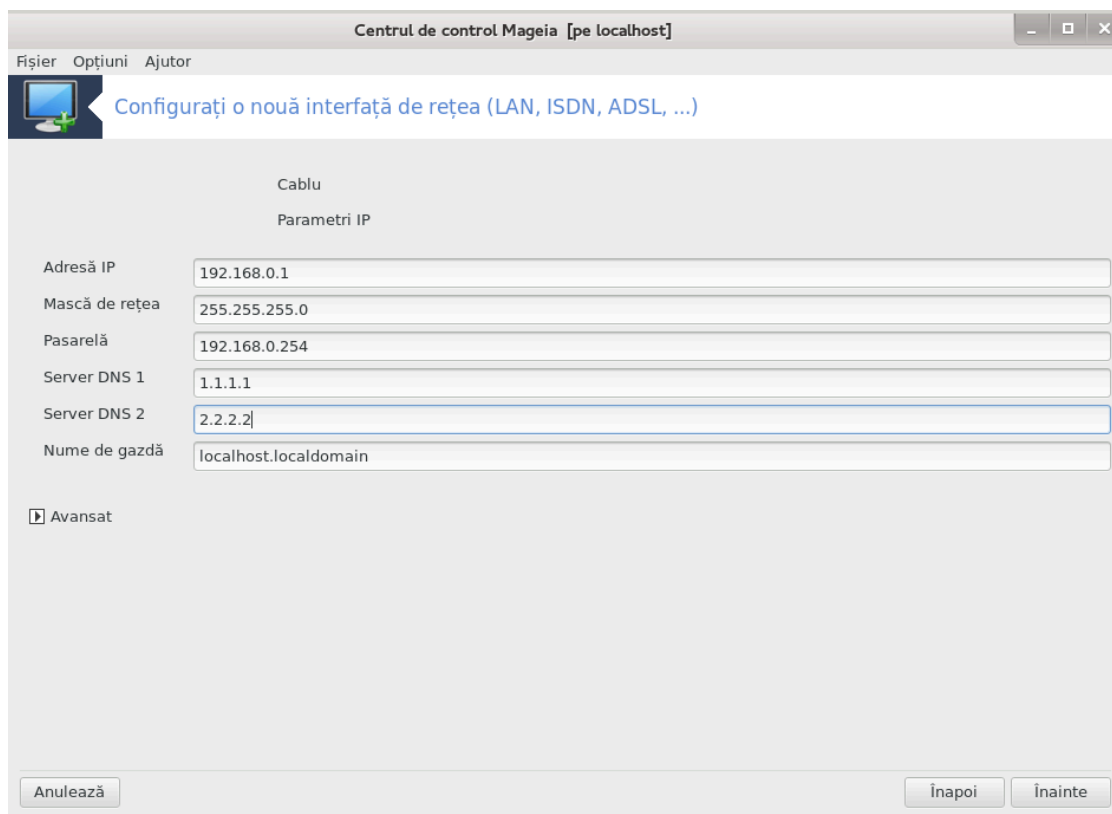 Centrul de control Mageia [pe localhost]
Fișier Opțiuni Ajutor
Configurați o nouă interfață de rețea (LAN, ISDN, ADSL, ...)
Cablu
Parametri IP
Adresă IP 192.168.0.1
Mască de rețea 255.255.255.0
Pasarelă 192.168.0.254
Server DNS 1 1.1.1.1
Server DNS 2 2.2.2.2
Nume de gazdă localhost.localdomain
Avansat
Anulează Înapoi Înainte